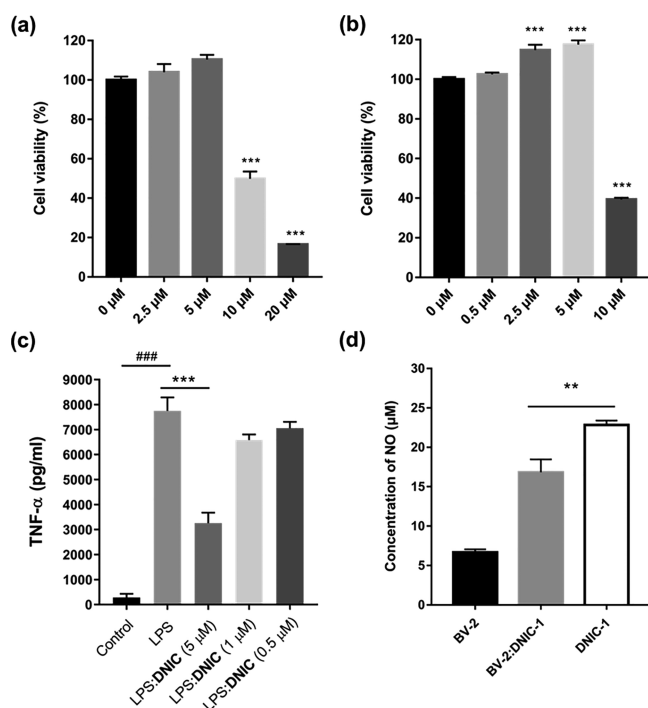 (a)
120
100
80
60
40
20
0
Cell viability (%)
***
***
0 µM
2.5 µM
5 µM
10 µM
20 µM
(b)
120
100
80
60
40
20
0
Cell viability (%)
***
***
***
0 µM
0.5 µM
2.5 µM
5 µM
10 µM
(c)
###
***
9000
8000
7000
6000
5000
4000
3000
2000
1000
0
TNF-α (pg/ml)
Control
LPS
LPS:DNIC (5 µM)
LPS:DNIC (1 µM)
LPS:DNIC (0.5 µM)
(d)
30
25
20
15
10
5
0
Concentration of NO (µM)
**
BV-2
BV-2:DNIC-1
DNIC-1